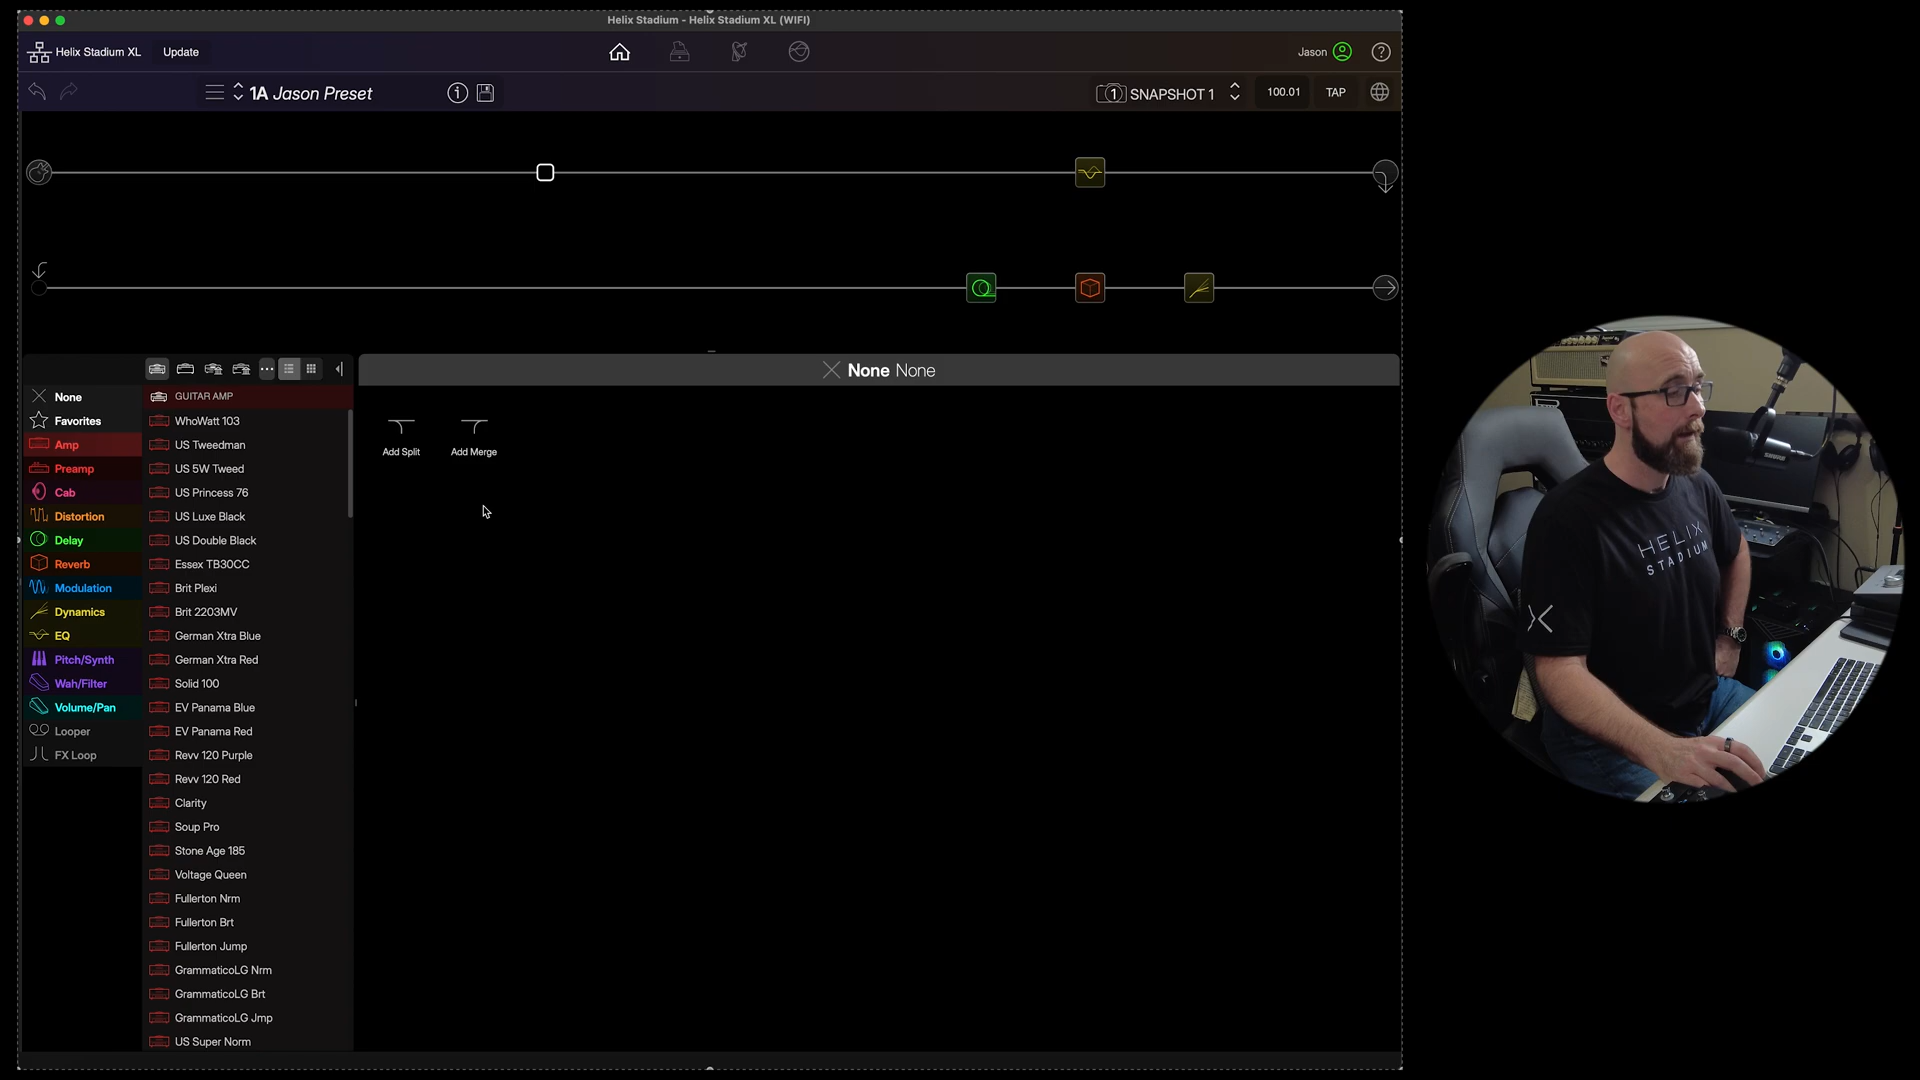 Helix Stadium - Helix Stadium XL (WIFI)
Helix Stadium XL
Update
Jason
?
1A Jason Preset
i
1 SNAPSHOT 1
100.01
TAP
None None
None
Favorites
Amp
Preamp
Cab
Distortion
Delay
Reverb
Modulation
Dynamics
EQ
Pitch/Synth
Wah/Filter
Volume/Pan
Looper
FX Loop
GUITAR AMP
WhoWatt 103
US Tweedman
US 5W Tweed
US Princess 76
US Luxe Black
US Double Black
Essex TB30CC
Brit Plexi
Brit 2203MV
German Xtra Blue
German Xtra Red
Solid 100
EV Panama Blue
EV Panama Red
Revv 120 Purple
Revv 120 Red
Clarity
Soup Pro
Stone Age 185
Voltage Queen
Fullerton Nrm
Fullerton Brt
Fullerton Jump
GrammaticoLG Nrm
GrammaticoLG Brt
GrammaticoLG Jmp
US Super Norm
Add Split
Add Merge
SHURE
HELIX
STADIUM